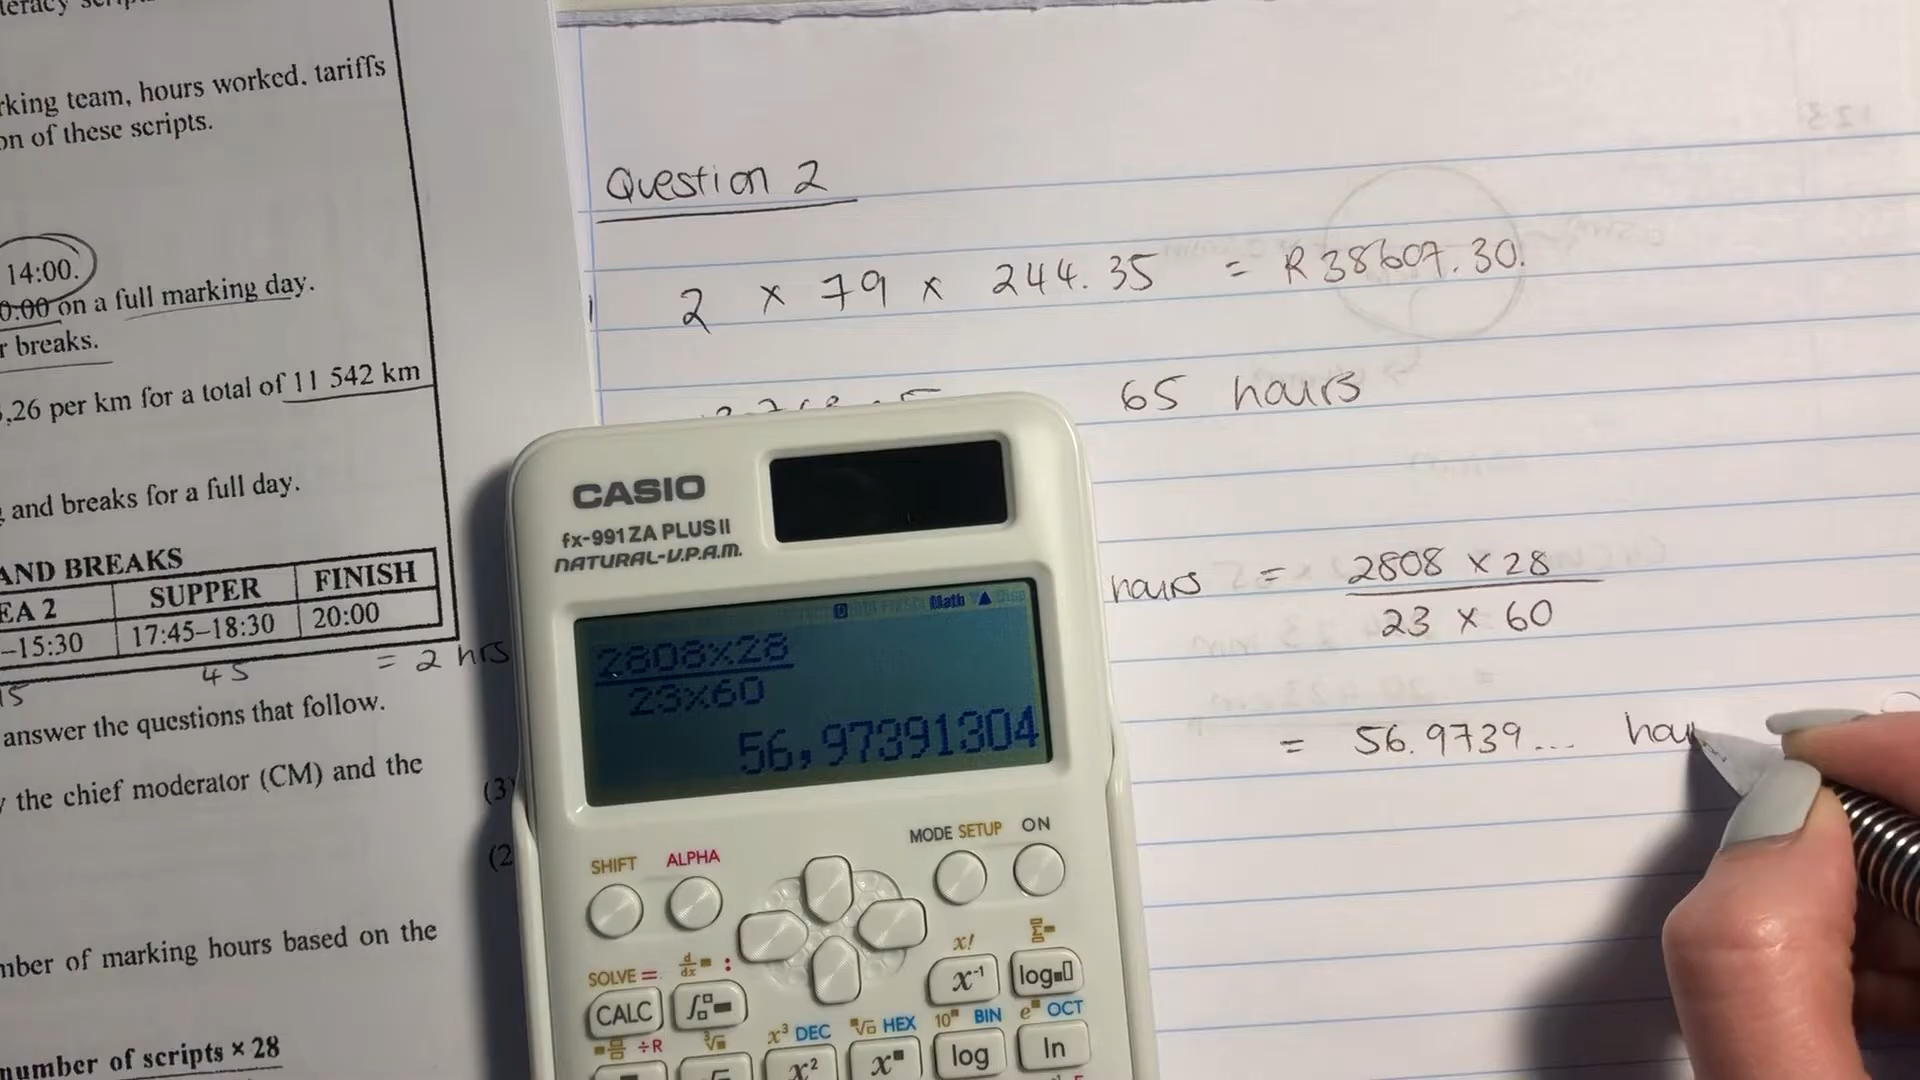 rking team, hours worked, tariffs
on of these scripts.
14:00.
0:00 on a full marking day.
r breaks.
,26 per km for a total of 11 542 km
and breaks for a full day.
AND BREAKS
EA 2 SUPPER FINISH
–15:30 17:45–18:30 20:00
15 45 = 2 hrs
answer the questions that follow.
y the chief moderator (CM) and the
(3)
(2
mber of marking hours based on the
number of scripts × 28
Question 2
2 × 79 × 244.35 = R38607.30.
65 hours
hours = 2808 × 28
23 × 60
= 56.9739... hou
CASIO
fx-991ZA PLUS II
NATURAL-V.P.A.M.
D Math ▲
2808×28
23×60
56,97391304
SHIFT ALPHA MODE SETUP ON
SOLVE = d/dx : x! Σ
CALC ∫ x⁻¹ log
÷R ³√ x³ DEC √ HEX 10 BIN e OCT
x² x log ln